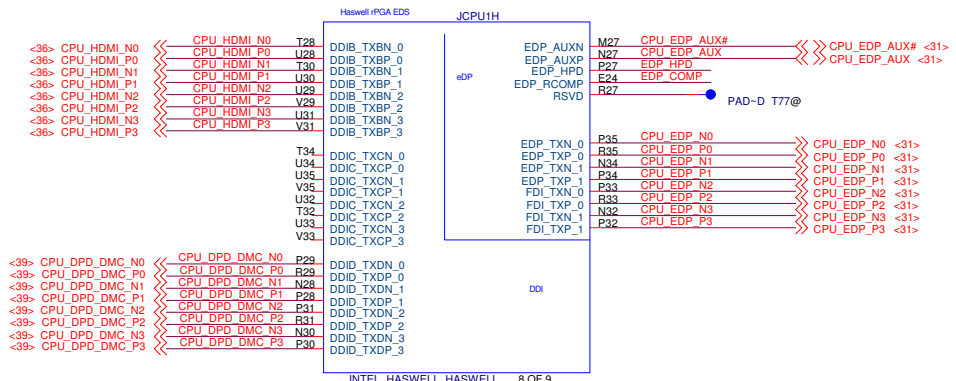 Haswell rPGA EDS
JCPU1H
<36> CPU_HDMI_N0 CPU_HDMI_N0 T28 DDIB_TXBN_0
<36> CPU_HDMI_P0 CPU_HDMI_P0 U28 DDIB_TXBP_0
<36> CPU_HDMI_N1 CPU_HDMI_N1 T30 DDIB_TXBN_1
<36> CPU_HDMI_P1 CPU_HDMI_P1 U30 DDIB_TXBP_1
<36> CPU_HDMI_N2 CPU_HDMI_N2 U29 DDIB_TXBN_2
<36> CPU_HDMI_P2 CPU_HDMI_P2 V29 DDIB_TXBP_2
<36> CPU_HDMI_N3 CPU_HDMI_N3 U31 DDIB_TXBN_3
<36> CPU_HDMI_P3 CPU_HDMI_P3 V31 DDIB_TXBP_3
T34 DDIC_TXCN_0
U34 DDIC_TXCP_0
U35 DDIC_TXCN_1
V35 DDIC_TXCP_1
U32 DDIC_TXCN_2
T32 DDIC_TXCP_2
U33 DDIC_TXCN_3
V33 DDIC_TXCP_3
<39> CPU_DPD_DMC_N0 CPU_DPD_DMC_N0 P29 DDID_TXDN_0
<39> CPU_DPD_DMC_P0 CPU_DPD_DMC_P0 R29 DDID_TXDP_0
<39> CPU_DPD_DMC_N1 CPU_DPD_DMC_N1 N28 DDID_TXDN_1
<39> CPU_DPD_DMC_P1 CPU_DPD_DMC_P1 P28 DDID_TXDP_1
<39> CPU_DPD_DMC_N2 CPU_DPD_DMC_N2 P31 DDID_TXDN_2
<39> CPU_DPD_DMC_P2 CPU_DPD_DMC_P2 R31 DDID_TXDP_2
<39> CPU_DPD_DMC_N3 CPU_DPD_DMC_N3 N30 DDID_TXDN_3
<39> CPU_DPD_DMC_P3 CPU_DPD_DMC_P3 P30 DDID_TXDP_3
eDP
DDI
EDP_AUXN M27 CPU_EDP_AUX# CPU_EDP_AUX# <31>
EDP_AUXP N27 CPU_EDP_AUX CPU_EDP_AUX <31>
EDP_HPD P27 EDP_HPD
EDP_RCOMP E24 EDP_COMP
RSVD R27 PAD~D T77@
EDP_TXN_0 P35 CPU_EDP_N0 CPU_EDP_N0 <31>
EDP_TXP_0 R35 CPU_EDP_P0 CPU_EDP_P0 <31>
EDP_TXN_1 N34 CPU_EDP_N1 CPU_EDP_N1 <31>
EDP_TXP_1 P34 CPU_EDP_P1 CPU_EDP_P1 <31>
FDI_TXN_0 P33 CPU_EDP_N2 CPU_EDP_N2 <31>
FDI_TXP_0 R33 CPU_EDP_P2 CPU_EDP_P2 <31>
FDI_TXN_1 N32 CPU_EDP_N3 CPU_EDP_N3 <31>
FDI_TXP_1 P32 CPU_EDP_P3 CPU_EDP_P3 <31>
INTEL_HASWELL_HASWELL 8 OF 9